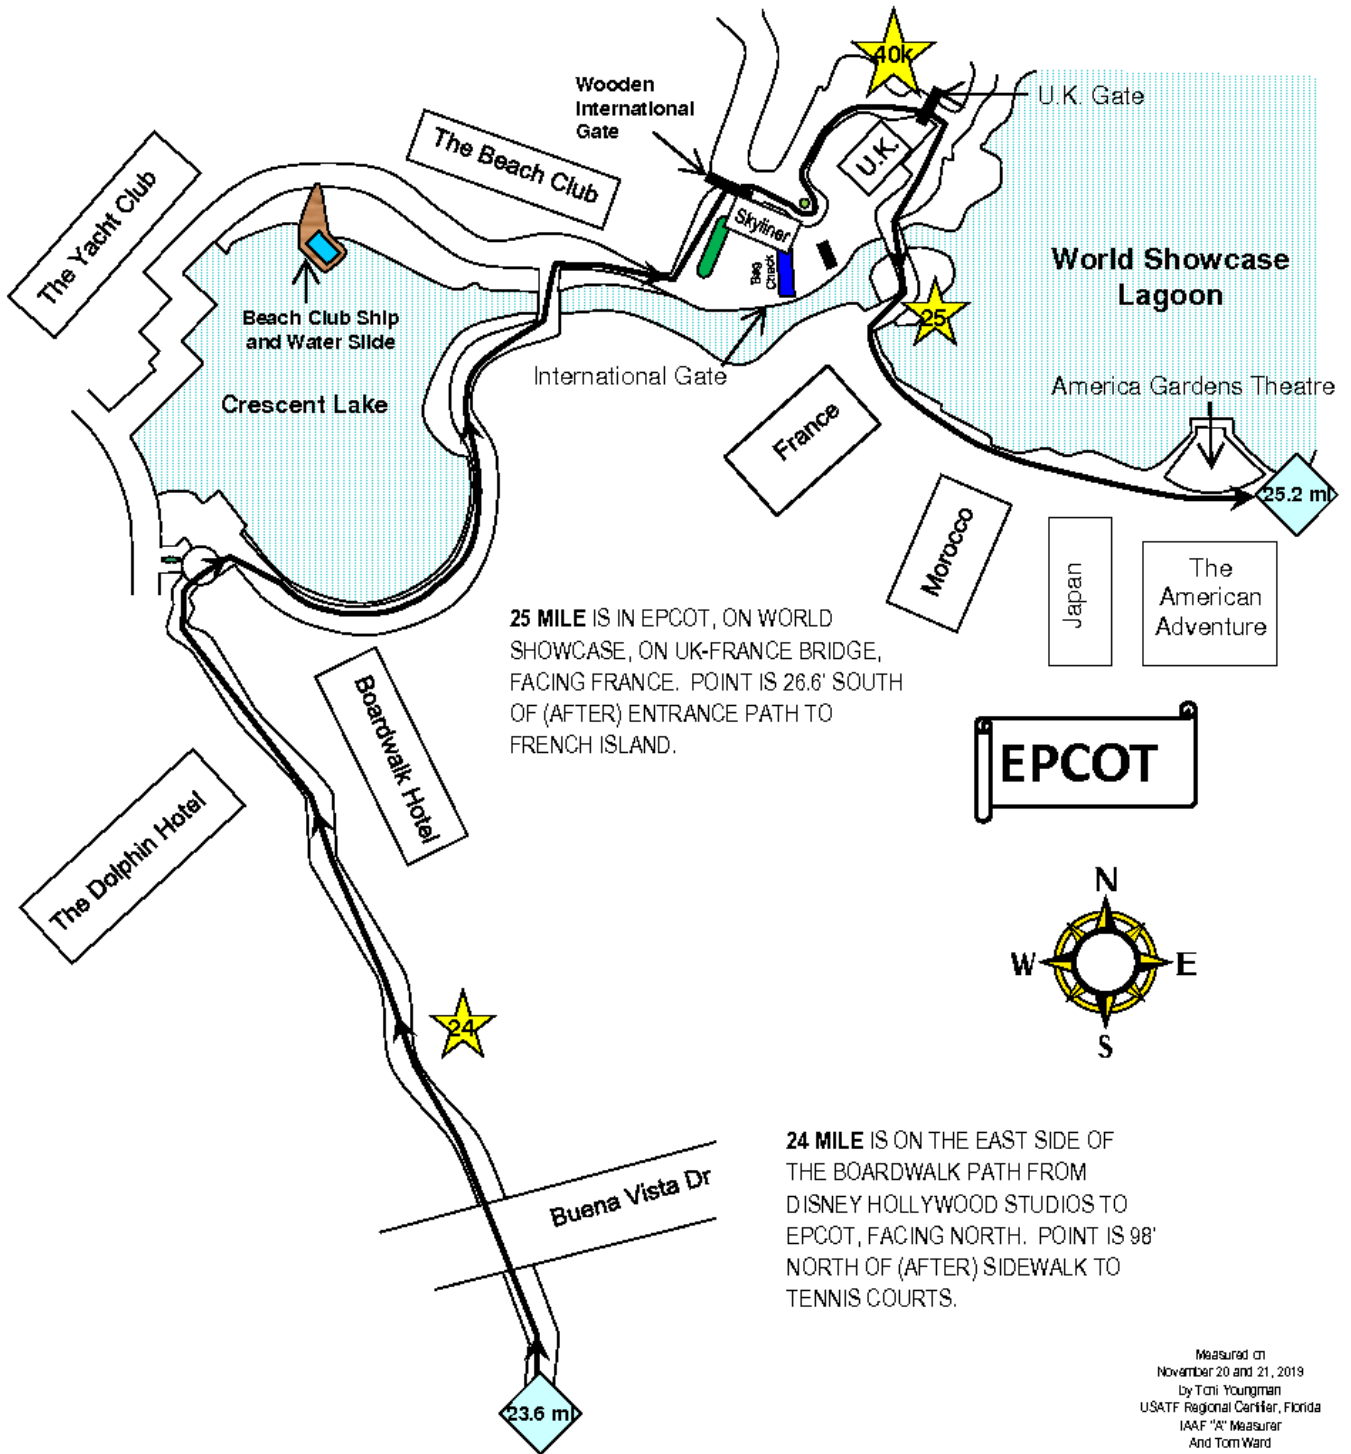 40k
Wooden
International
Gate
U.K. Gate
The Beach Club
U.K.
The Yacht Club
Skyliner
Bag
Check
World Showcase
Lagoon
Beach Club Ship
and Water Slide
25
International Gate
America Gardens Theatre
Crescent Lake
France
25.2 mi
Morocco
Japan
The
American
Adventure
25 MILE IS IN EPCOT, ON WORLD
SHOWCASE, ON UK-FRANCE BRIDGE,
FACING FRANCE. POINT IS 26.6' SOUTH
OF (AFTER) ENTRANCE PATH TO
FRENCH ISLAND.
Boardwalk Hotel
EPCOT
The Dolphin Hotel
N
W
E
S
24
24 MILE IS ON THE EAST SIDE OF
THE BOARDWALK PATH FROM
DISNEY HOLLYWOOD STUDIOS TO
EPCOT, FACING NORTH. POINT IS 98'
NORTH OF (AFTER) SIDEWALK TO
TENNIS COURTS.
Buena Vista Dr
23.6 mi
Measured on
November 20 and 21, 2019
by Toni Youngman
USATF Regional Certifier, Florida
IAAF "A" Measurer
And Tom Ward